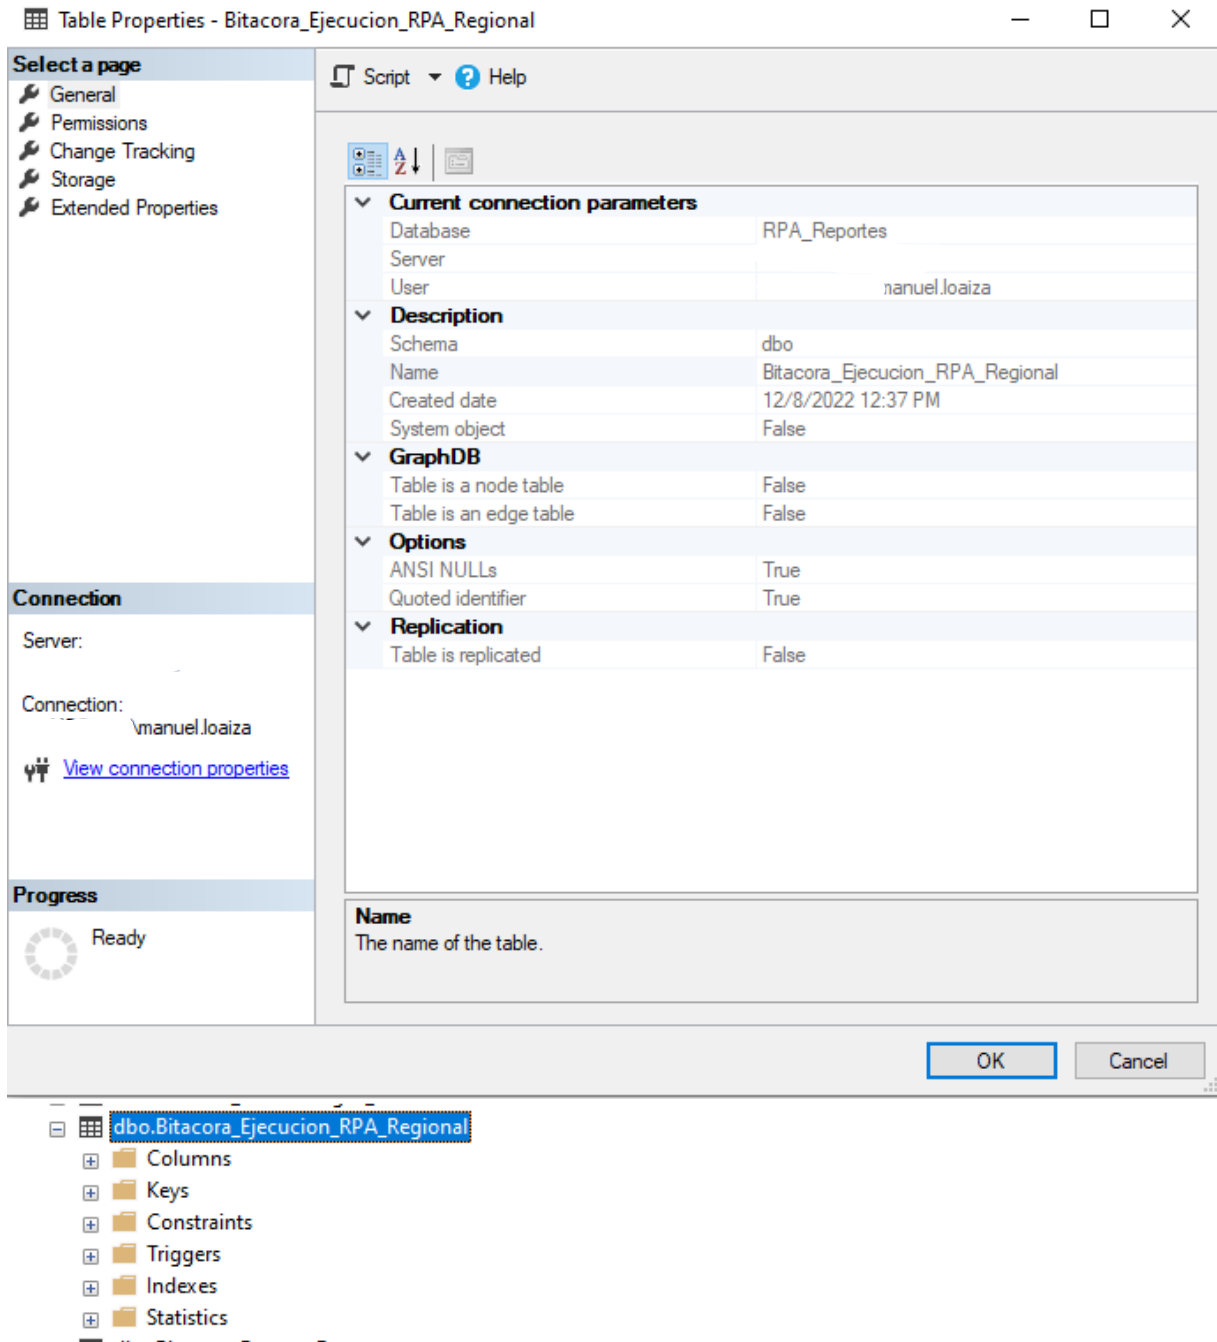 Table Properties - Bitacora_Ejecucion_RPA_Regional
Select a page
General
Permissions
Change Tracking
Storage
Extended Properties
Script
Help
Current connection parameters
Database RPA_Reportes
Server
User manuel.loaiza
Description
Schema dbo
Name Bitacora_Ejecucion_RPA_Regional
Created date 12/8/2022 12:37 PM
System object False
GraphDB
Table is a node table False
Table is an edge table False
Options
ANSI NULLs True
Quoted identifier True
Replication
Table is replicated False
Connection
Server:
Connection:
\manuel.loaiza
View connection properties
Progress
Ready
Name
The name of the table.
OK
Cancel
dbo.Bitacora_Ejecucion_RPA_Regional
Columns
Keys
Constraints
Triggers
Indexes
Statistics